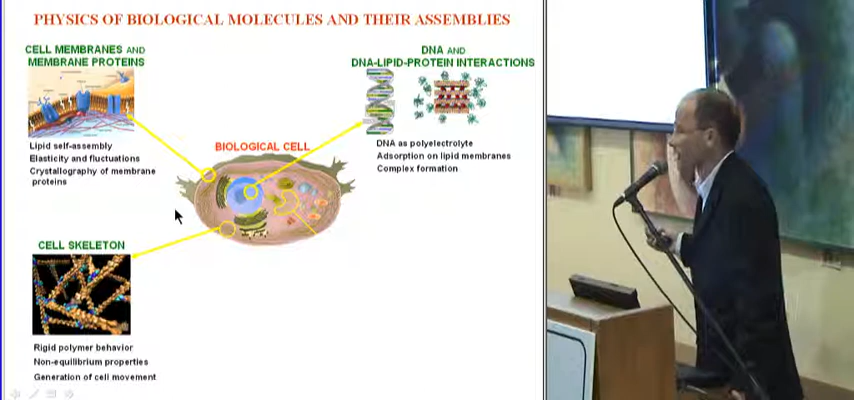 PHYSICS OF BIOLOGICAL MOLECULES AND THEIR ASSEMBLIES
CELL MEMBRANES AND
MEMBRANE PROTEINS
Lipid self-assembly
Elasticity and fluctuations
Crystallography of membrane
proteins
DNA AND
DNA-LIPID-PROTEIN INTERACTIONS
DNA as polyelectrolyte
Adsorption on lipid membranes
Complex formation
BIOLOGICAL CELL
CELL SKELETON
Rigid polymer behavior
Non-equilibrium properties
Generation of cell movement